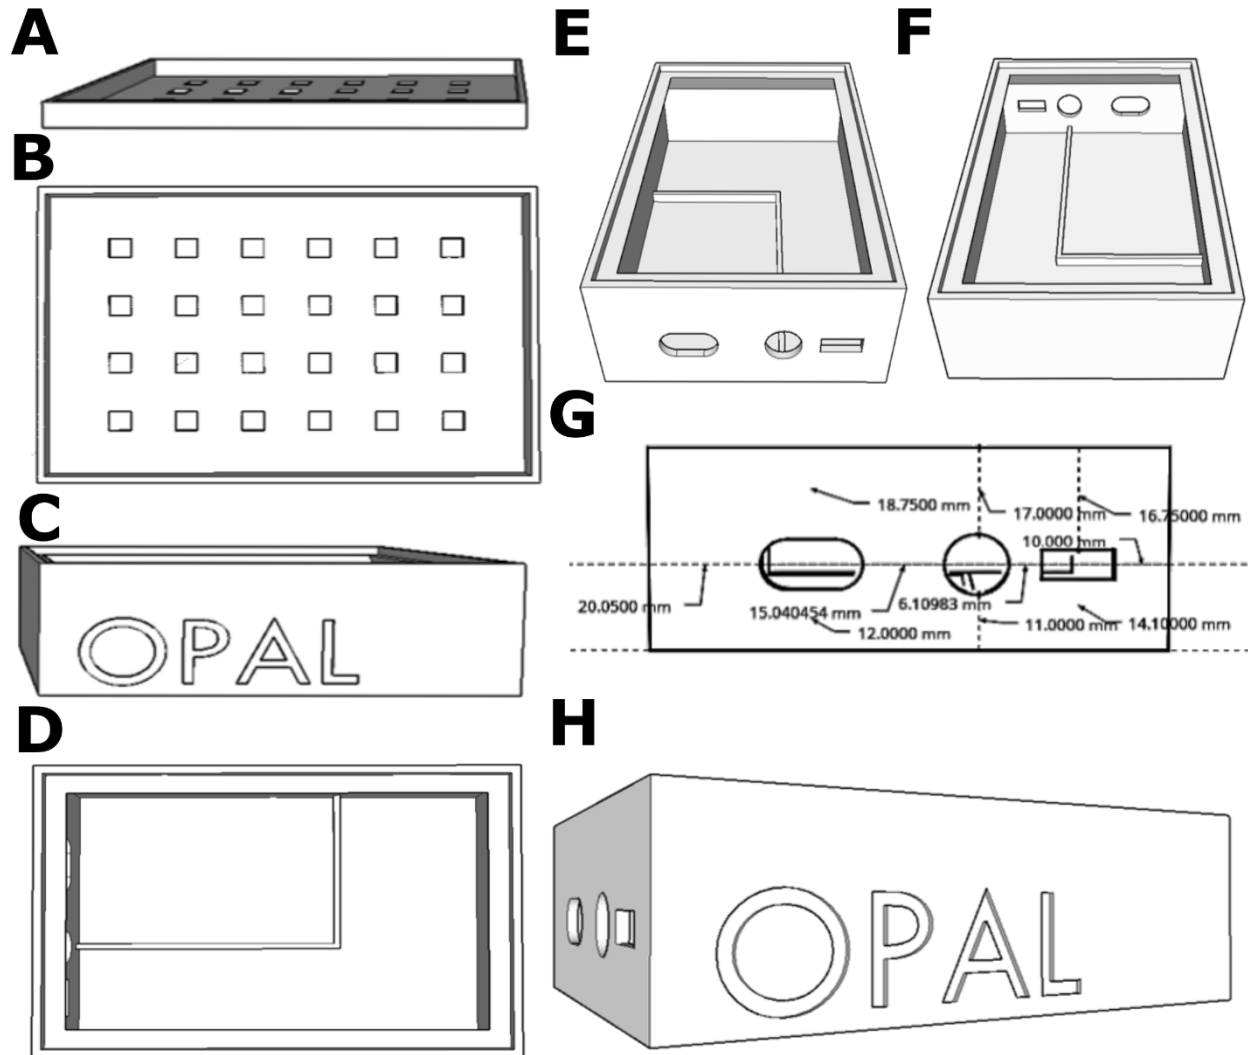 A
B
C
OPAL
D
E
F
G
18.7500 mm
17.0000 mm
16.75000 mm
10.000 mm
20.0500 mm
15.040454 mm
6.10983 mm
12.0000 mm
11.0000 mm
14.10000 mm
H
OPAL